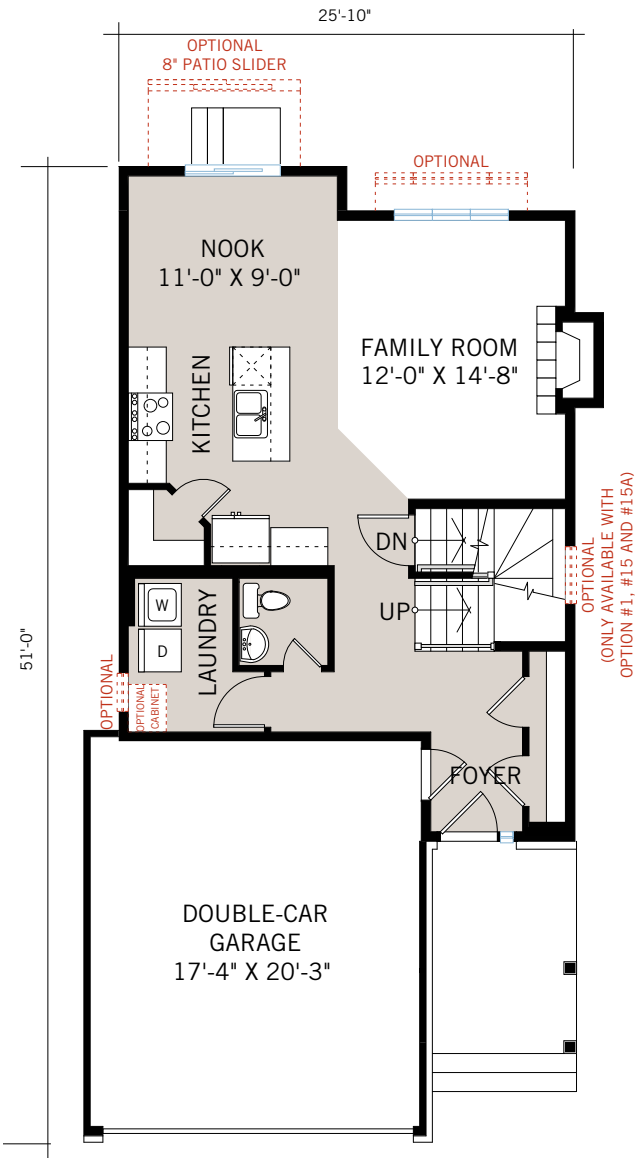 25'-10"
OPTIONAL
8" PATIO SLIDER
OPTIONAL
NOOK
11'-0" X 9'-0"
FAMILY ROOM
12'-0" X 14'-8"
KITCHEN
DN
UP
OPTIONAL
(ONLY AVAILABLE WITH
OPTION #1, #15 AND #15A)
51'-0"
W
D
LAUNDRY
OPTIONAL
OPTIONAL
CABINET
FOYER
DOUBLE-CAR
GARAGE
17'-4" X 20'-3"